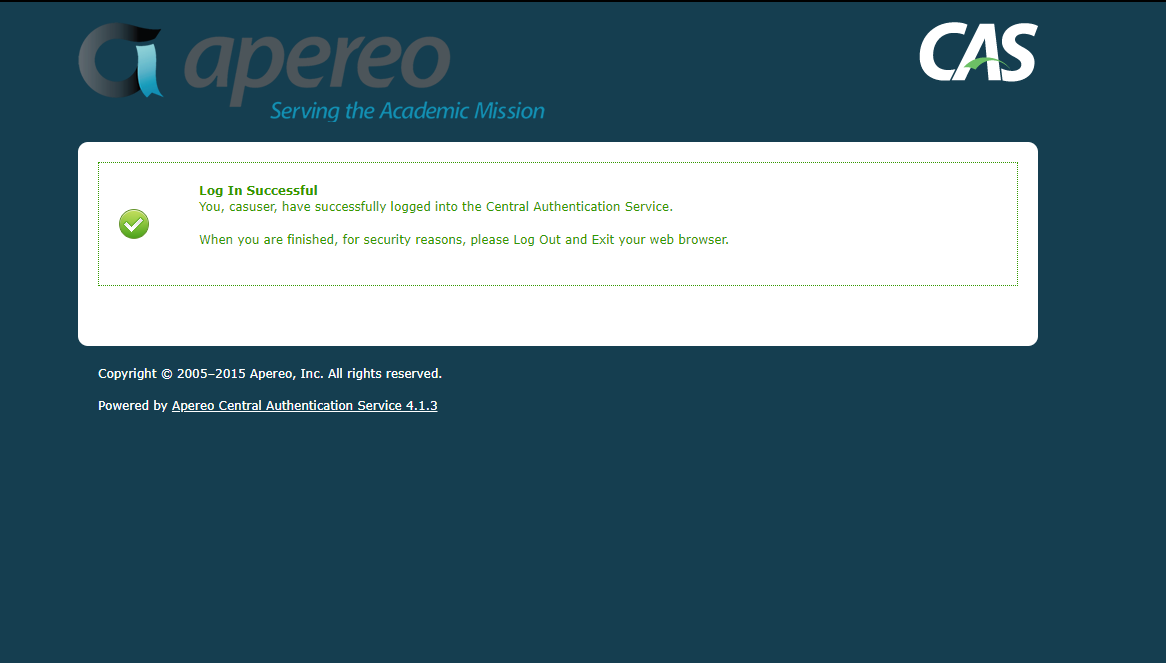 apereo
CAS
Serving the Academic Mission
Log In Successful
You, casuser, have successfully logged into the Central Authentication Service.
When you are finished, for security reasons, please Log Out and Exit your web browser.
Copyright © 2005–2015 Apereo, Inc. All rights reserved.
Powered by Apereo Central Authentication Service 4.1.3